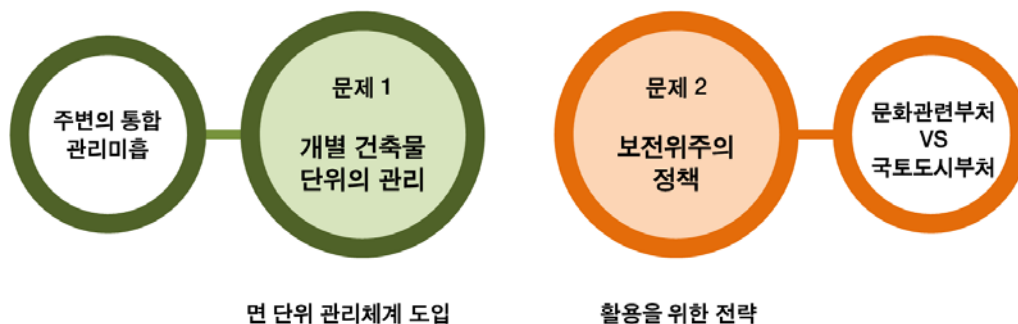 주변의 통합
관리미흡
문제 1
개별 건축물
단위의 관리
문제 2
보전위주의
정책
문화관련부처
VS
국토도시부처
면 단위 관리체계 도입
활용을 위한 전략